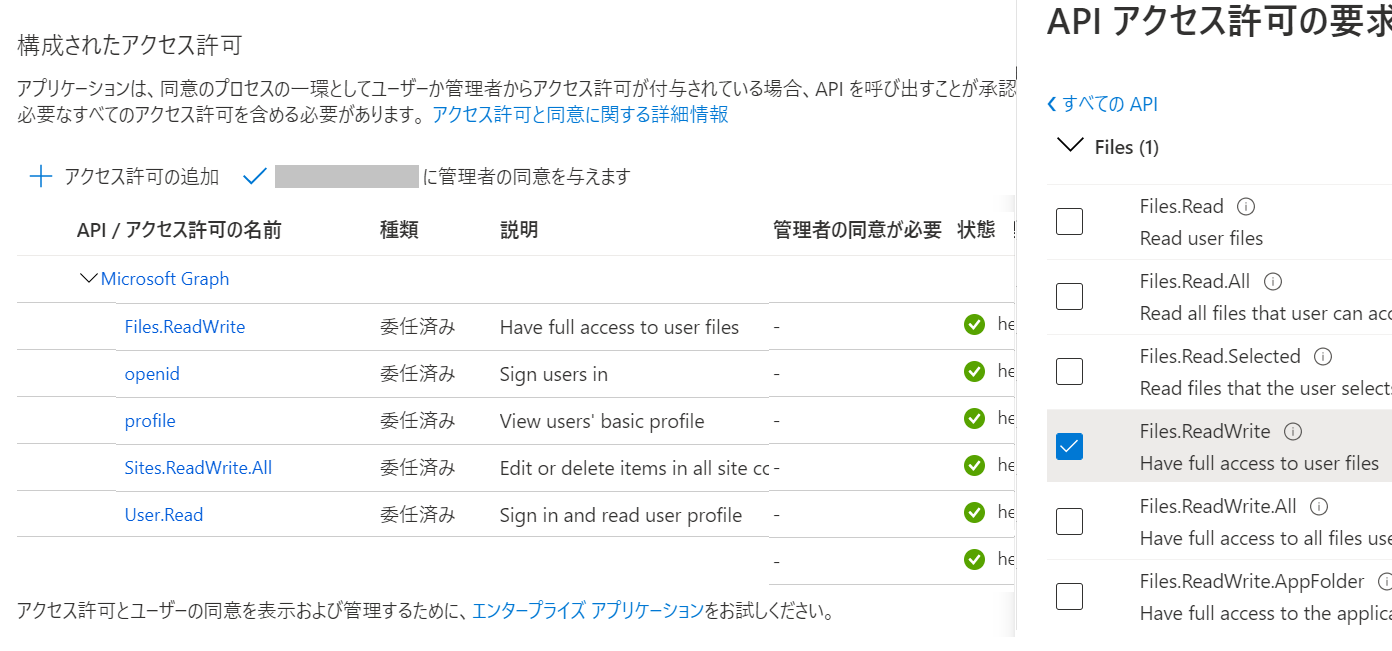 構成されたアクセス許可
アプリケーションは、同意のプロセスの一環としてユーザーか管理者からアクセス許可が付与されている場合、API を呼び出すことが承認
必要なすべてのアクセス許可を含める必要があります。アクセス許可と同意に関する詳細情報
アクセス許可の追加 に管理者の同意を与えます
API / アクセス許可の名前 種類 説明 管理者の同意が必要 状態
Microsoft Graph
Files.ReadWrite 委任済み Have full access to user files - he
openid 委任済み Sign users in - he
profile 委任済み View users' basic profile - he
Sites.ReadWrite.All 委任済み Edit or delete items in all site cc - he
User.Read 委任済み Sign in and read user profile - he
- he
アクセス許可とユーザーの同意を表示および管理するために、エンタープライズ アプリケーションをお試しください。
API アクセス許可の要求
すべての API
Files (1)
Files.Read
Read user files
Files.Read.All
Read all files that user can acc
Files.Read.Selected
Read files that the user selects
Files.ReadWrite
Have full access to user files
Files.ReadWrite.All
Have full access to all files use
Files.ReadWrite.AppFolder
Have full access to the applica